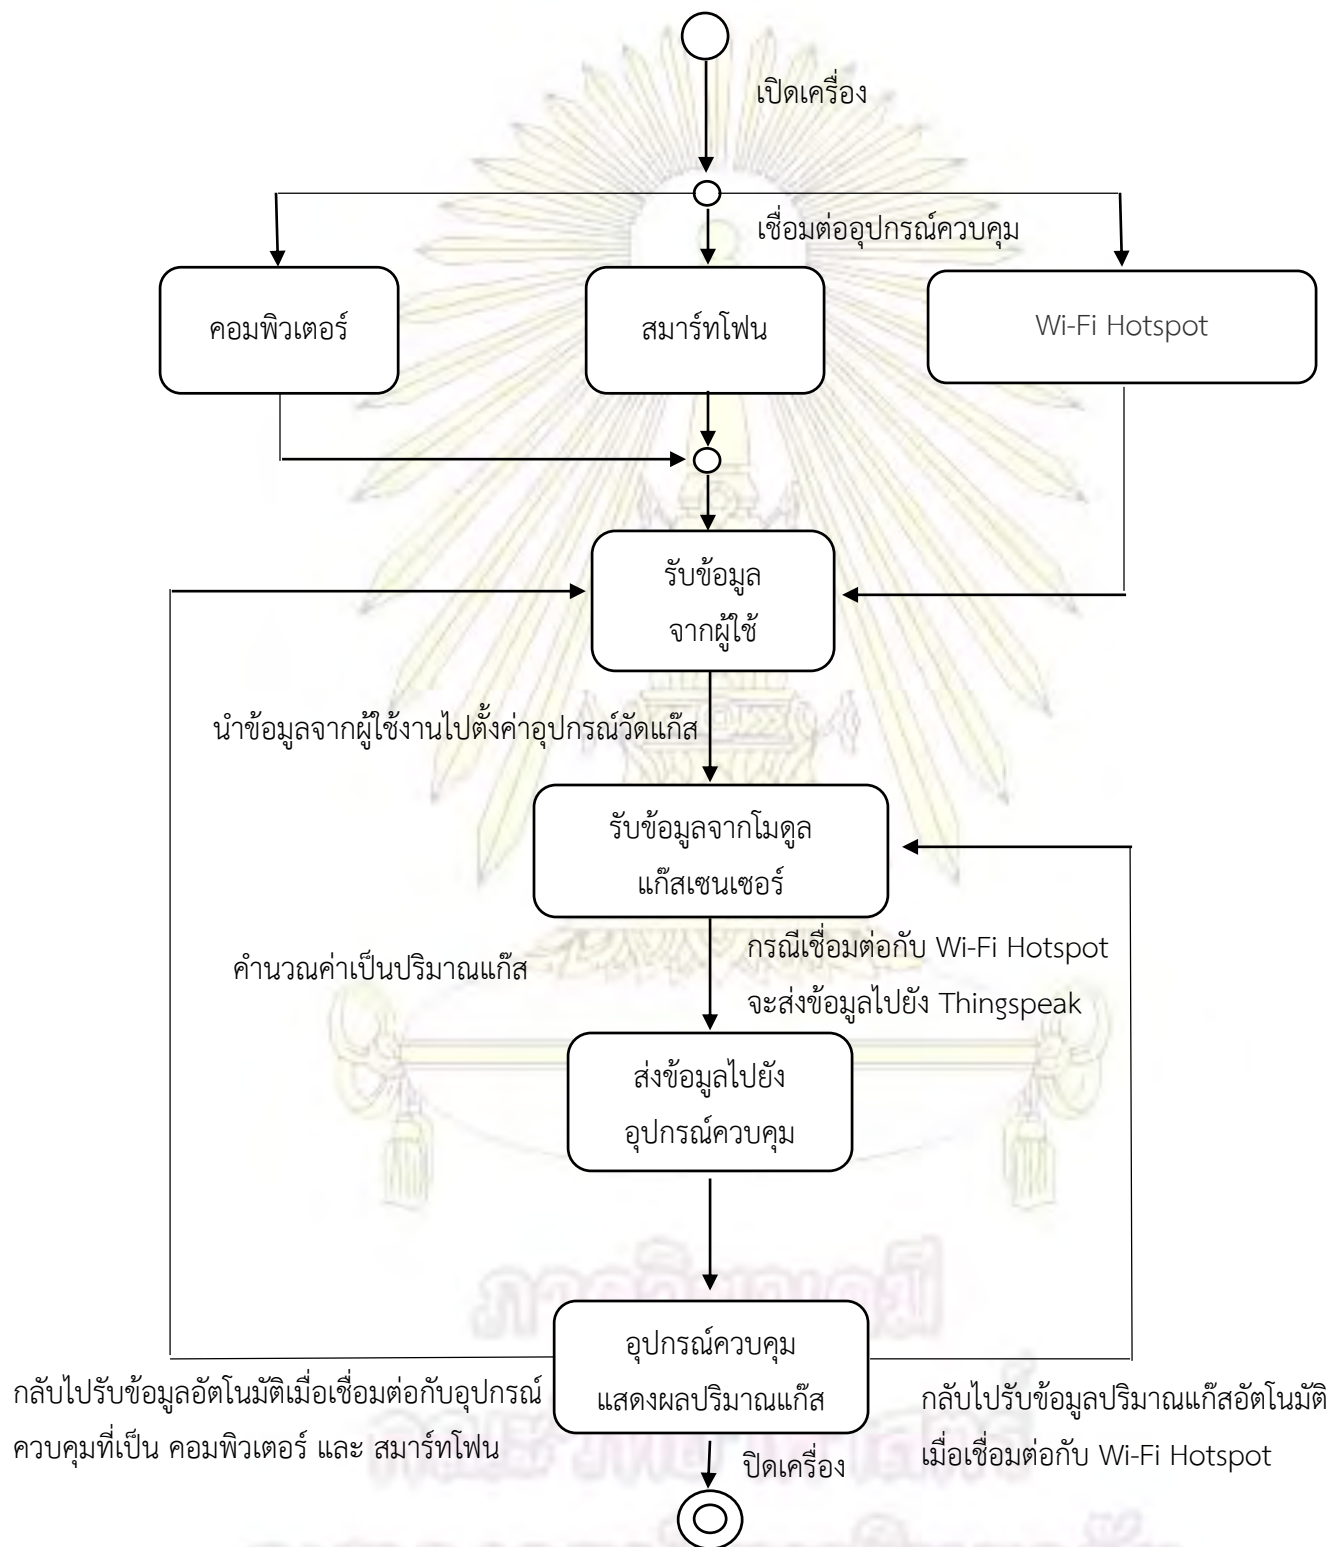 เปิดเครื่อง
เชื่อมต่ออุปกรณ์ควบคุม
คอมพิวเตอร์
สมาร์ทโฟน
Wi-Fi Hotspot
รับข้อมูล
จากผู้ใช้
นำข้อมูลจากผู้ใช้งานไปตั้งค่าอุปกรณ์วัดแก๊ส
รับข้อมูลจากโมดูล
แก๊สเซนเซอร์
คำนวณค่าเป็นปริมาณแก๊ส
กรณีเชื่อมต่อกับ Wi-Fi Hotspot
จะส่งข้อมูลไปยัง Thingspeak
ส่งข้อมูลไปยัง
อุปกรณ์ควบคุม
อุปกรณ์ควบคุม
แสดงผลปริมาณแก๊ส
กลับไปรับข้อมูลอัตโนมัติเมื่อเชื่อมต่อกับอุปกรณ์
ควบคุมที่เป็น คอมพิวเตอร์ และ สมาร์ทโฟน
กลับไปรับข้อมูลปริมาณแก๊สอัตโนมัติ
เมื่อเชื่อมต่อกับ Wi-Fi Hotspot
ปิดเครื่อง